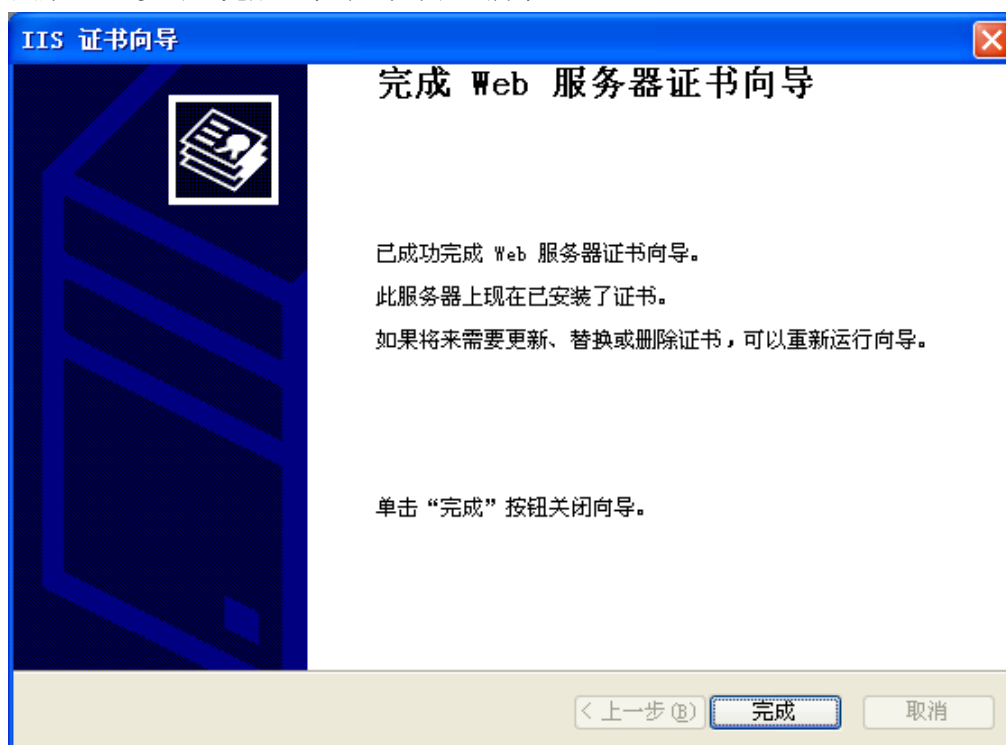 IIS 证书向导
完成 Web 服务器证书向导
已成功完成 Web 服务器证书向导。
此服务器上现在已安装了证书。
如果将来需要更新、替换或删除证书，可以重新运行向导。
单击“完成”按钮关闭向导。
< 上一步(B) 完成 取消